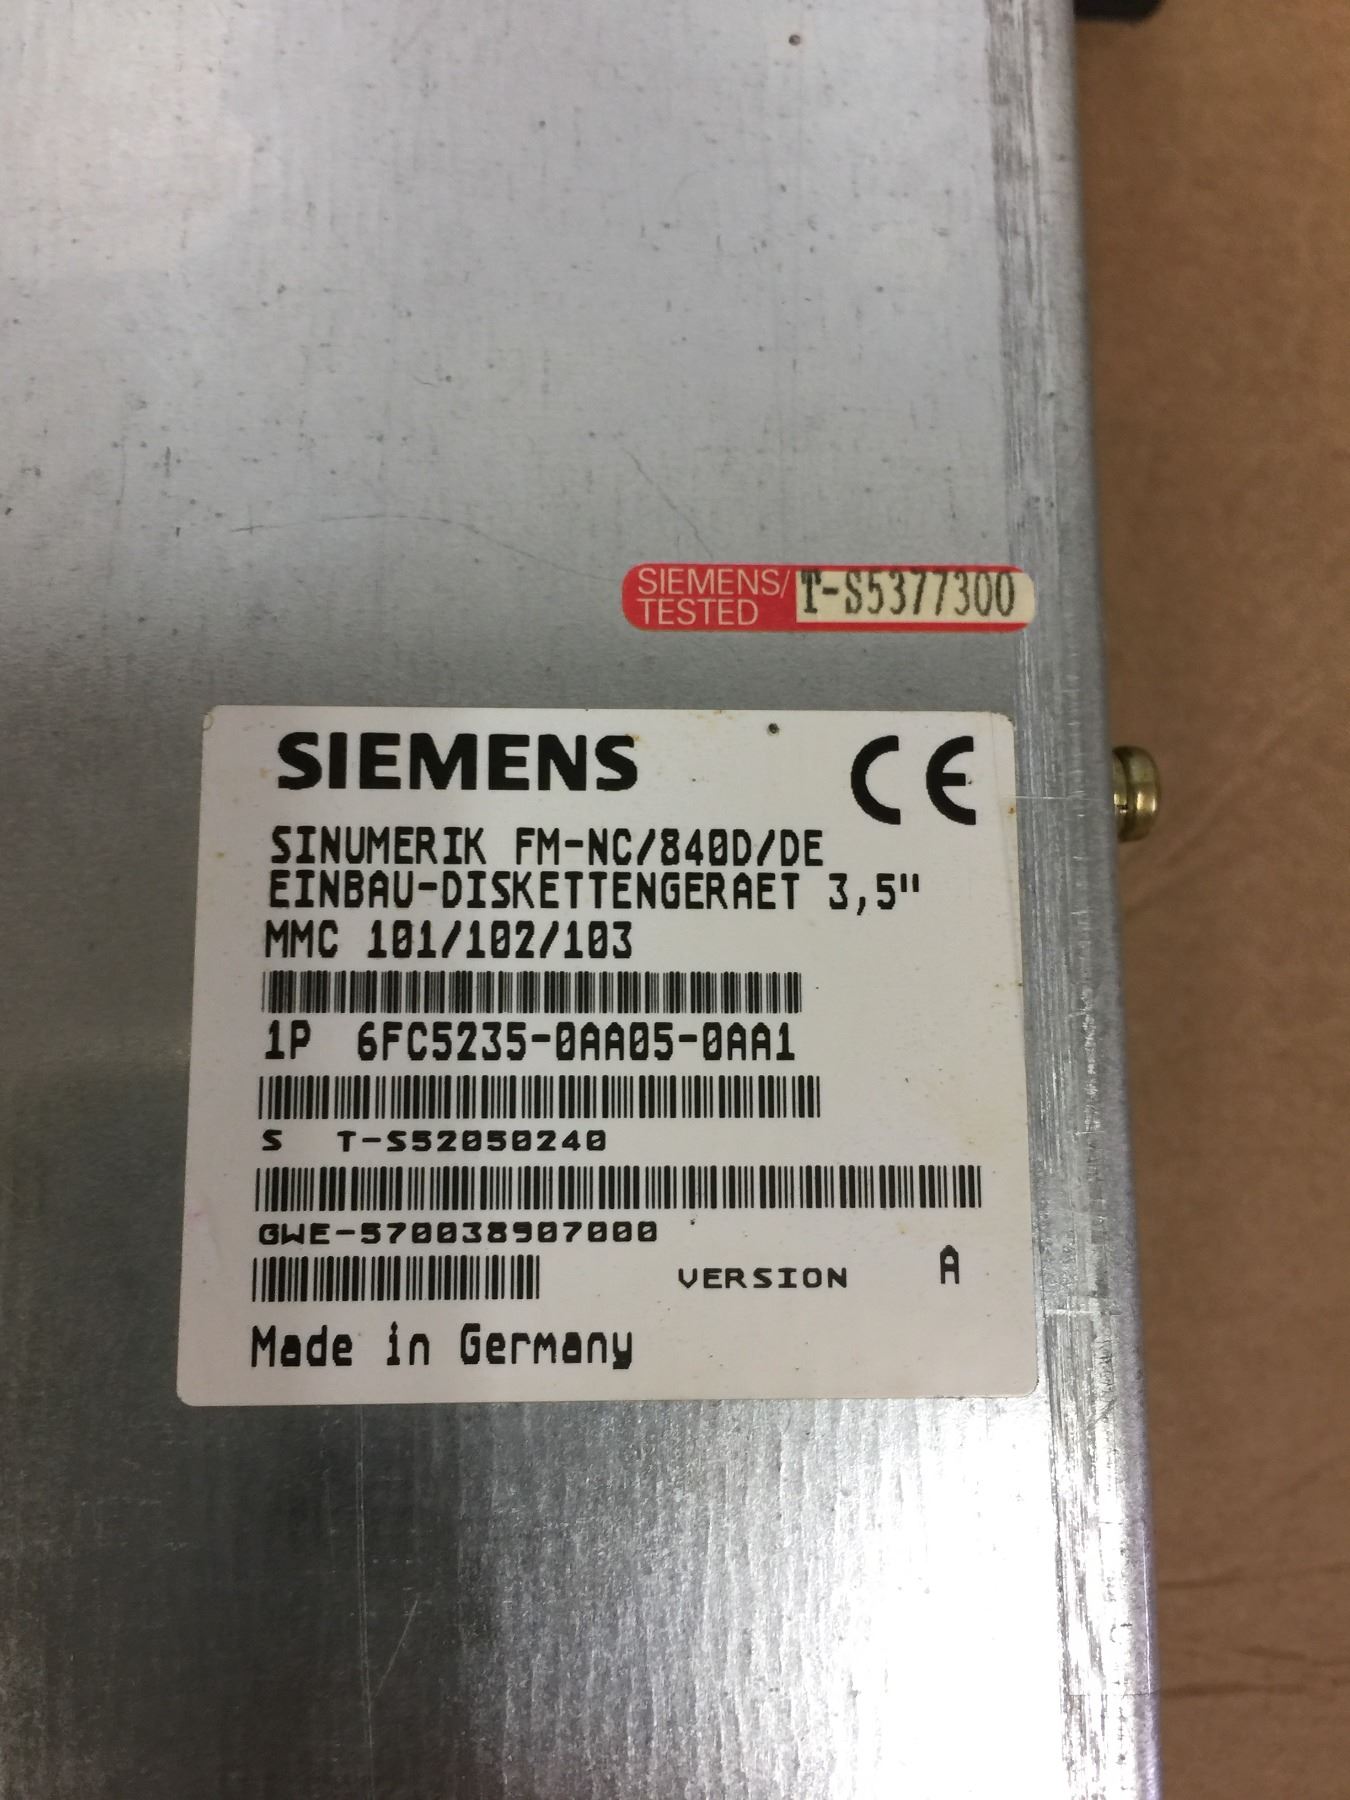 SIEMENS/
TESTED
T-S5377300
SIEMENS CE
SINUMERIK FM-NC/840D/DE
EINBAU-DISKETTENGERAET 3,5"
MMC 101/102/103
1P 6FC5235-0AA05-0AA1
S T-S52050240
GWE-570038907000
VERSION A
Made in Germany